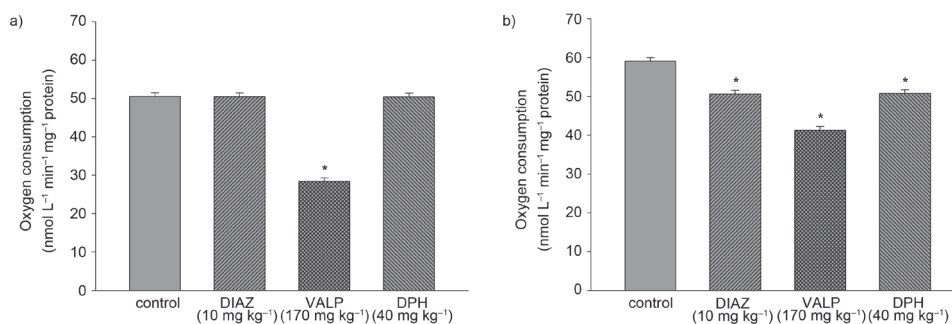 a)
70
60
50
40
30
20
10
0
Oxygen consumption
(nmol L⁻¹ min⁻¹ mg⁻¹ protein)
*
control DIAZ VALP DPH
(10 mg kg⁻¹) (170 mg kg⁻¹) (40 mg kg⁻¹)
b)
70
60
50
40
30
20
10
0
Oxygen consumption
(nmol L⁻¹ min⁻¹ mg⁻¹ protein)
* * *
control DIAZ VALP DPH
(10 mg kg⁻¹) (170 mg kg⁻¹) (40 mg kg⁻¹)